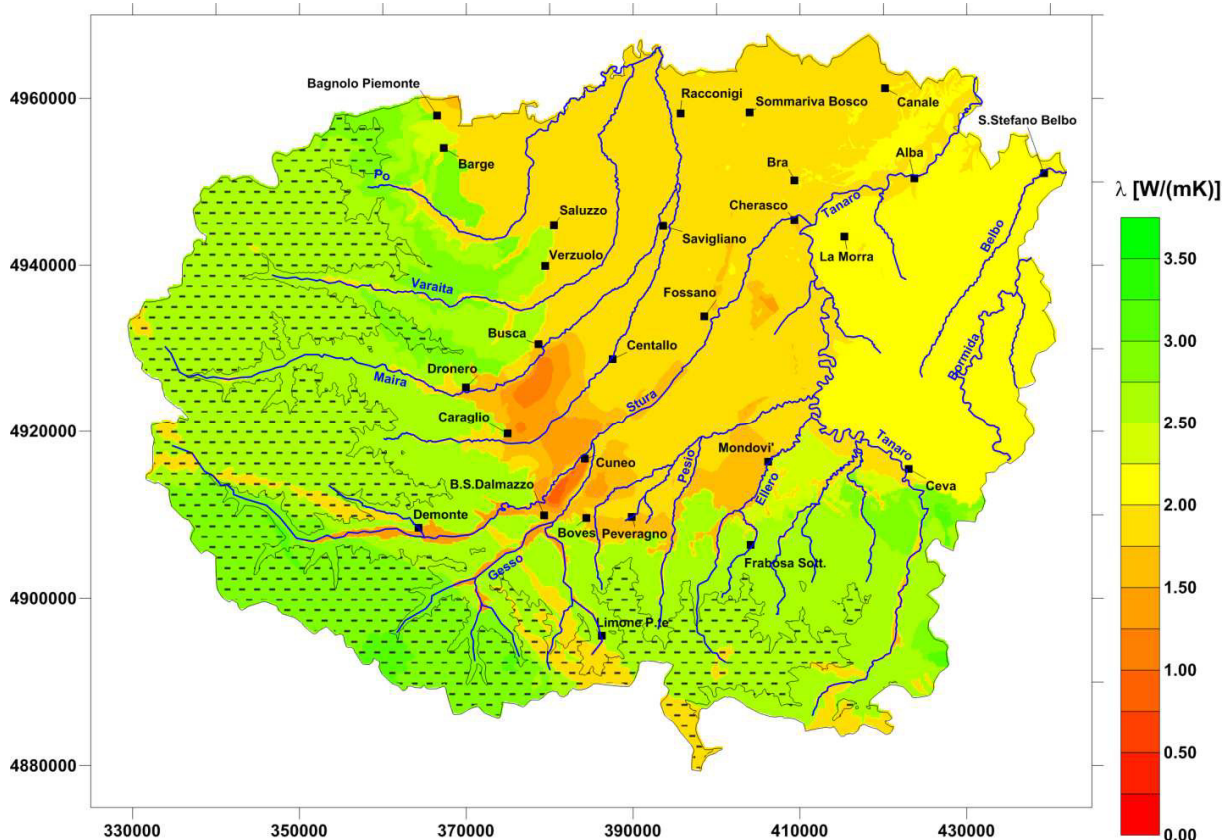 Bagnolo Piemonte
Racconigi
Sommariva Bosco
Canale
S.Stefano Belbo
4960000
Barge
Bra
Alba
Po
Cherasco
Tanaro
λ [W/(mK)]
Saluzzo
Savigliano
La Morra
Belbo
4940000
Verzuolo
Varaita
Fossano
3.50
Busca
Centallo
3.00
Dronero
Maira
Bormida
Stura
2.50
Caraglio
4920000
Cuneo
Mondovi'
Tanaro
Pesio
Ellero
Ceva
B.S.Dalmazzo
2.00
Demonte
Boves
Peveragno
1.50
Gesso
Frabosa Sott.
4900000
Limone P.te
1.00
0.50
4880000
0.00
330000
350000
370000
390000
410000
430000